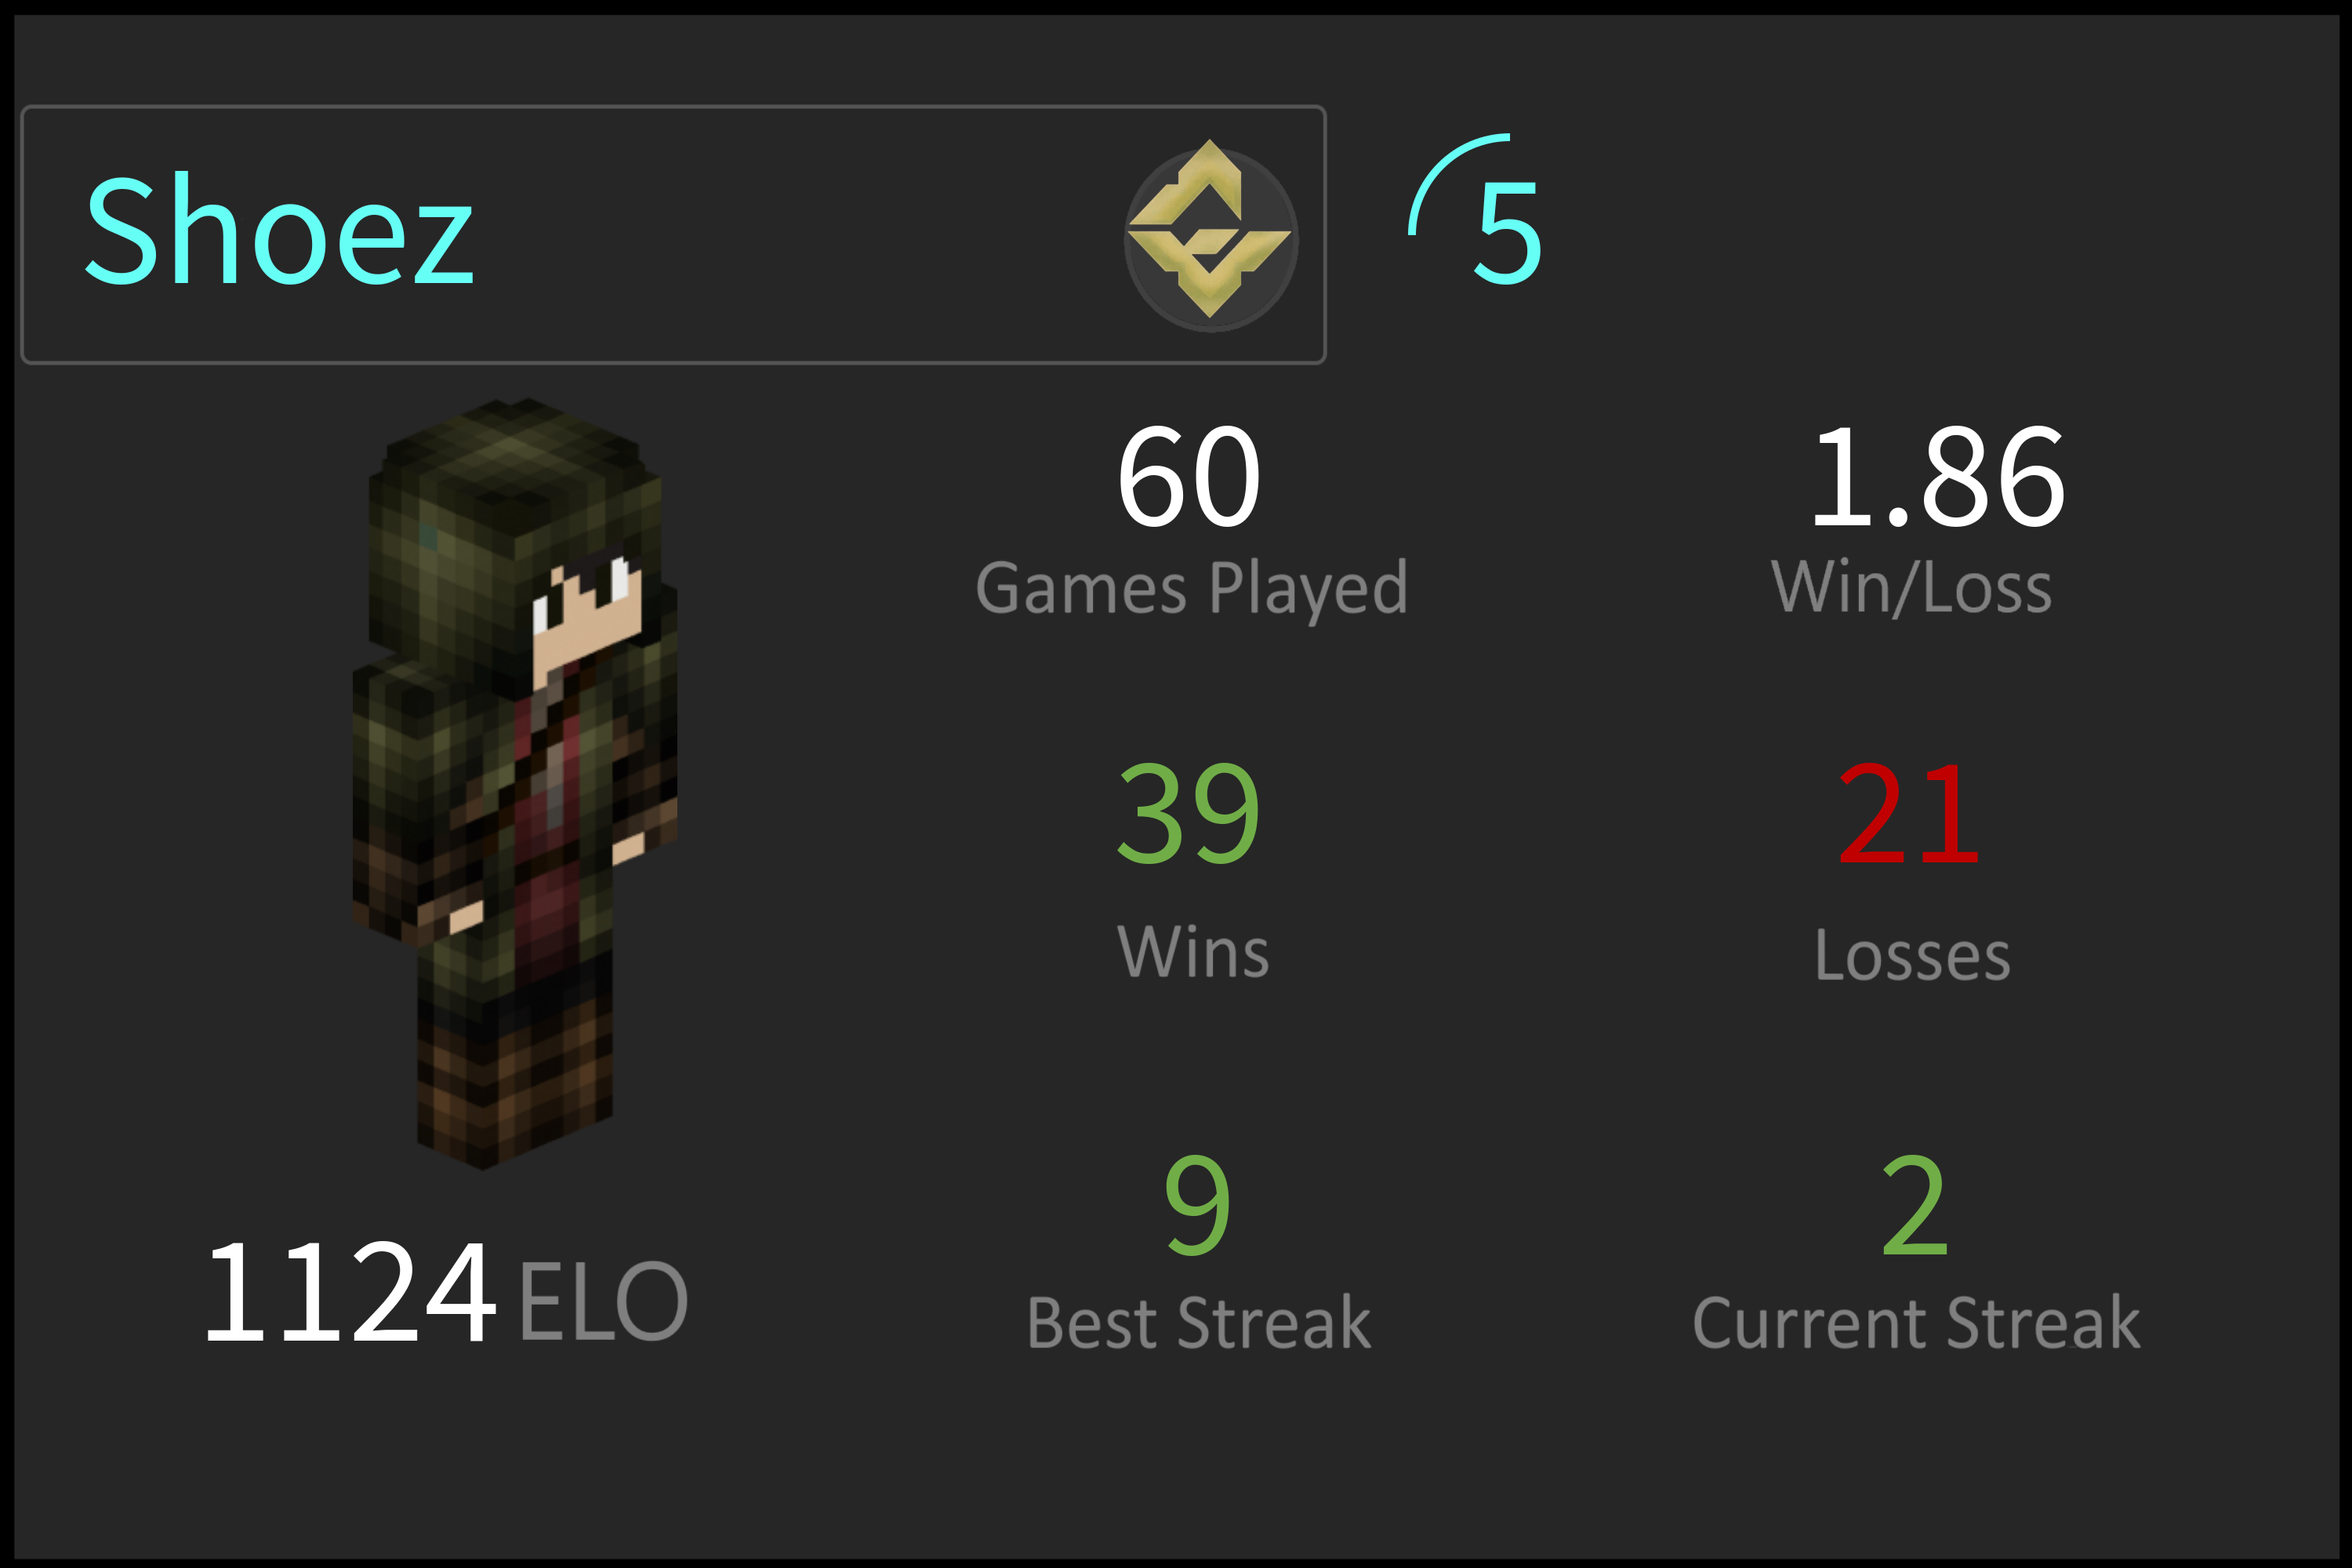 Shoez
5
60
1.86
Games Played
Win/Loss
39
21
Wins
Losses
9
2
1124 ELO
Best Streak
Current Streak